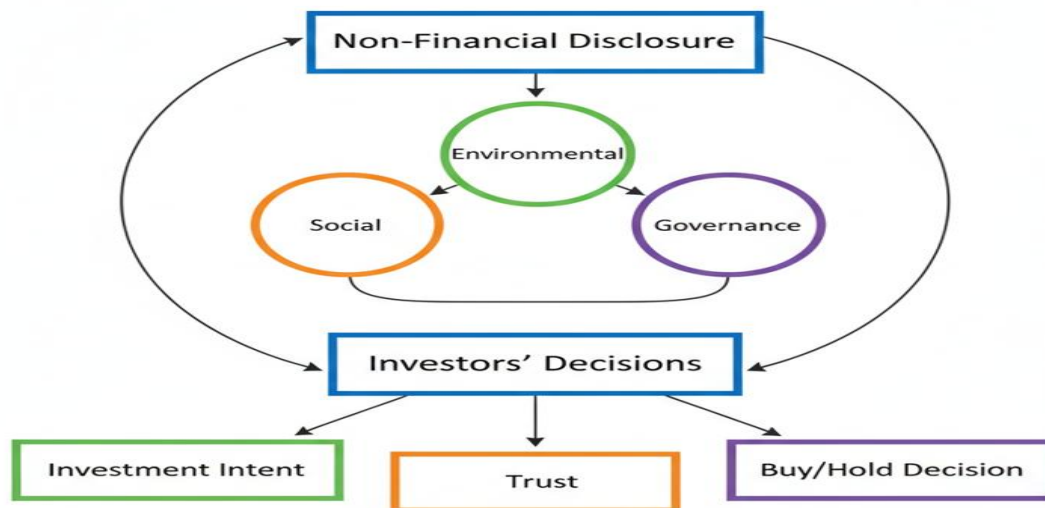 Non-Financial Disclosure
Environmental
Social
Governance
Investors’ Decisions
Investment Intent
Trust
Buy/Hold Decision